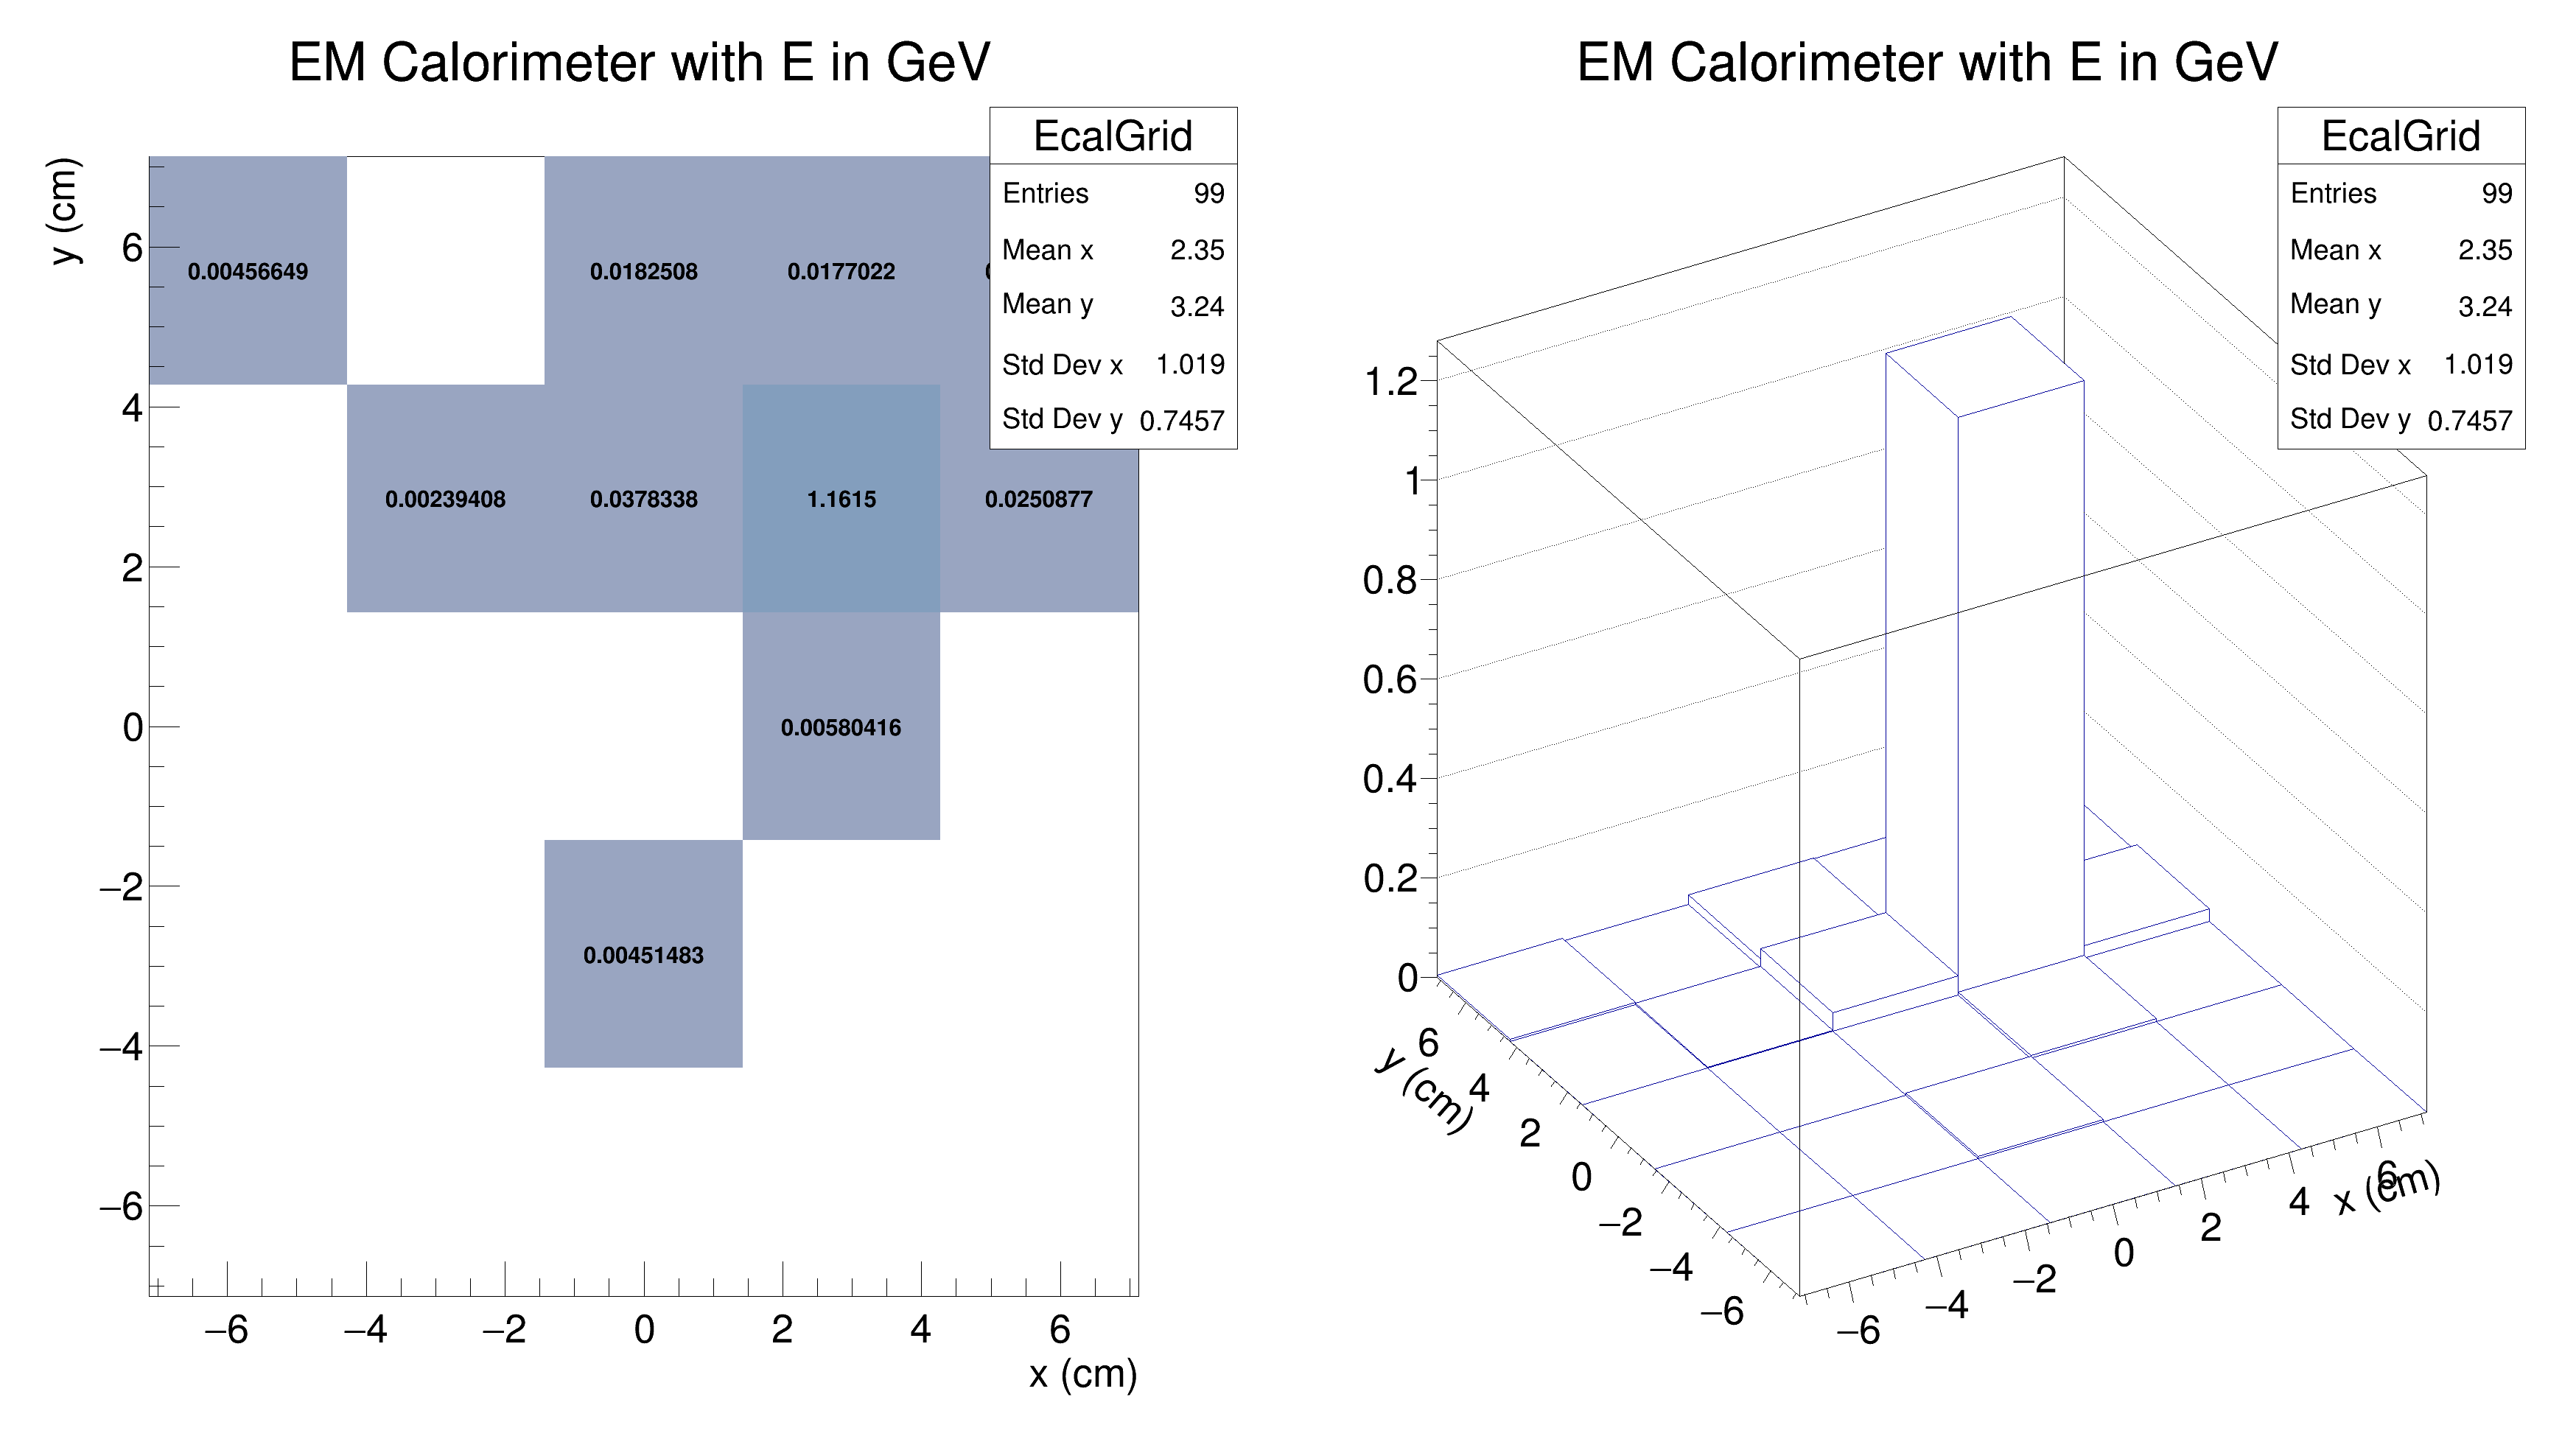 EM Calorimeter with E in GeV
EcalGrid
Entries 99
Mean x 2.35
Mean y 3.24
Std Dev x 1.019
Std Dev y 0.7457
y (cm)
6
4
2
0
−2
−4
−6
0.00456649 0.0182508 0.0177022
0.00239408 0.0378338 1.1615 0.0250877
0.00580416
0.00451483
−6 −4 −2 0 2 4 6
x (cm)
EM Calorimeter with E in GeV
EcalGrid
Entries 99
Mean x 2.35
Mean y 3.24
Std Dev x 1.019
Std Dev y 0.7457
1.2
1
0.8
0.6
0.4
0.2
0
6
4
2
0
−2
−4
−6
y (cm)
−6 −4 −2 0 2 4 6
x (cm)